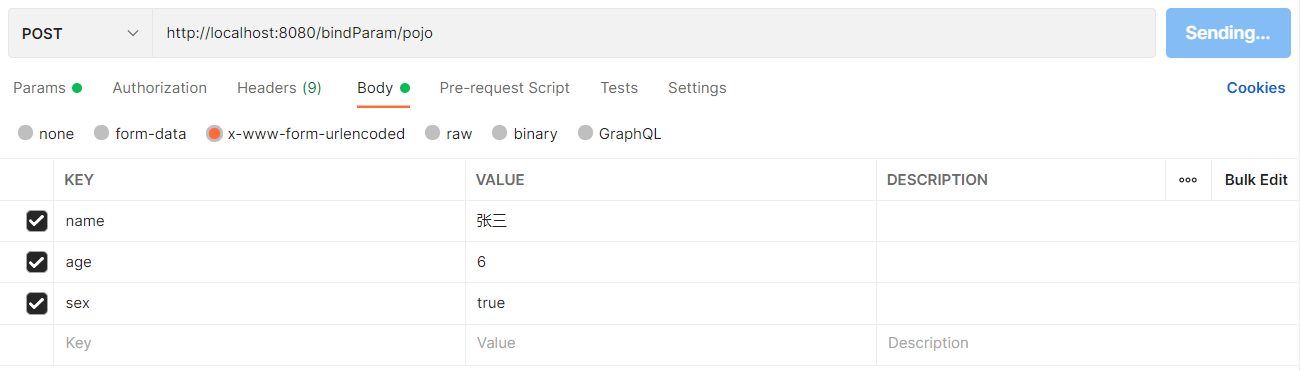 POST http://localhost:8080/bindParam/pojo Sending...
Params Authorization Headers (9) Body Pre-request Script Tests Settings Cookies
none form-data x-www-form-urlencoded raw binary GraphQL
KEY VALUE DESCRIPTION Bulk Edit
name 张三
age 6
sex true
Key Value Description